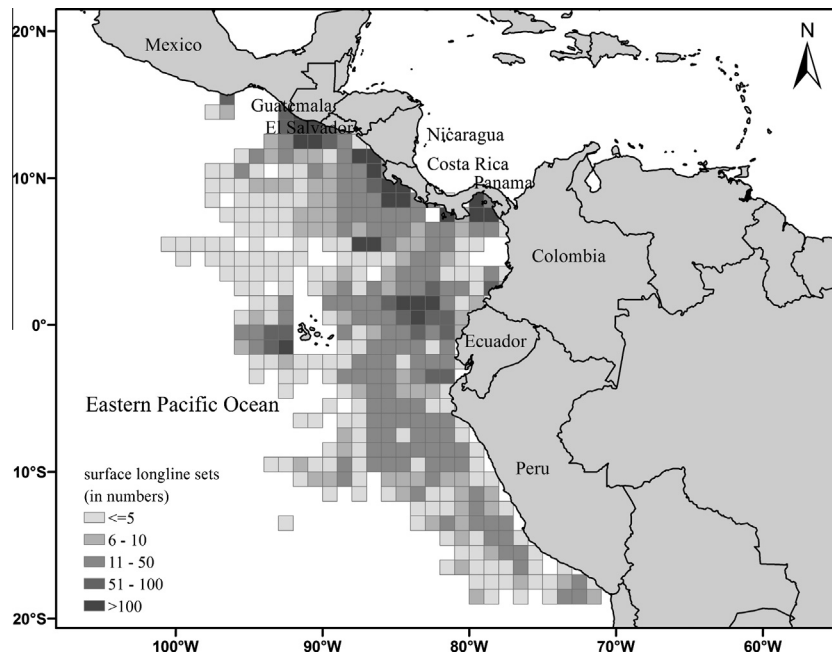 20°N
Mexico
N
Guatemala
El Salvador
Nicaragua
Costa Rica
10°N
Panama
Colombia
0°
Ecuador
Eastern Pacific Ocean
Peru
10°S
surface longline sets
(in numbers)
<=5
6 - 10
11 - 50
51 - 100
>100
20°S
100°W
90°W
80°W
70°W
60°W